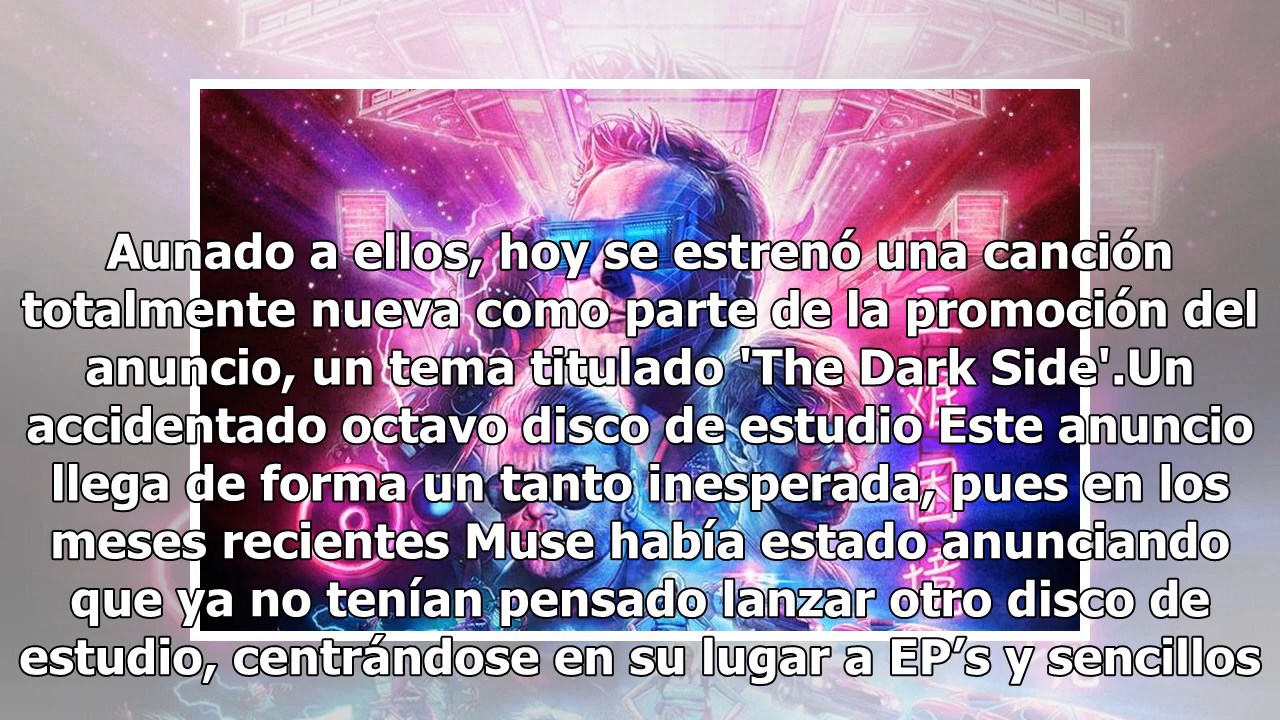 Aunado a ellos, hoy se estrenó una canción
totalmente nueva como parte de la promoción del
anuncio, un tema titulado 'The Dark Side'.Un
accidentado octavo disco de estudio Este anuncio
llega de forma un tanto inesperada, pues en los
meses recientes Muse había estado anunciando
que ya no tenían pensado lanzar otro disco de
estudio, centrándose en su lugar a EP’s y sencillos
难
因
境